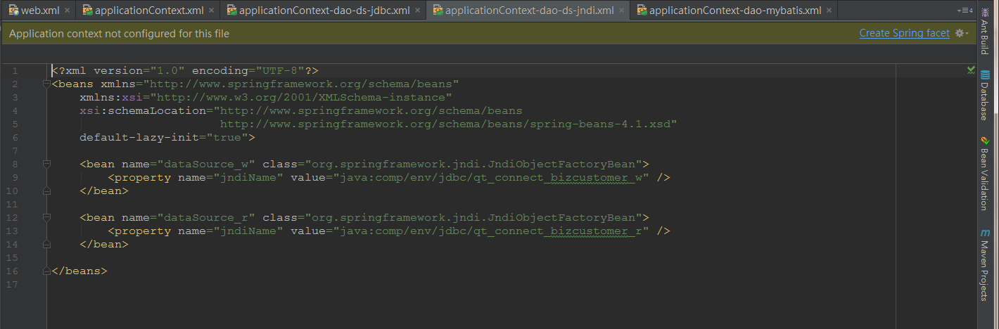 web.xml
applicationContext.xml
applicationContext-dao-ds-jdbc.xml
applicationContext-dao-ds-jndi.xml
applicationContext-dao-mybatis.xml
4
Application context not configured for this file
Create Spring facet
1 <?xml version="1.0" encoding="UTF-8"?>
2 <beans xmlns="http://www.springframework.org/schema/beans"
3 xmlns:xsi="http://www.w3.org/2001/XMLSchema-instance"
4 xsi:schemaLocation="http://www.springframework.org/schema/beans
5 http://www.springframework.org/schema/beans/spring-beans-4.1.xsd"
6 default-lazy-init="true">
7
8 <bean name="dataSource_w" class="org.springframework.jndi.JndiObjectFactoryBean">
9 <property name="jndiName" value="java:comp/env/jdbc/qt_connect_bizcustomer_w" />
10 </bean>
11
12 <bean name="dataSource_r" class="org.springframework.jndi.JndiObjectFactoryBean">
13 <property name="jndiName" value="java:comp/env/jdbc/qt_connect_bizcustomer_r" />
14 </bean>
15
16 </beans>
17
Ant Build
Database
Bean Validation
m Maven Projects